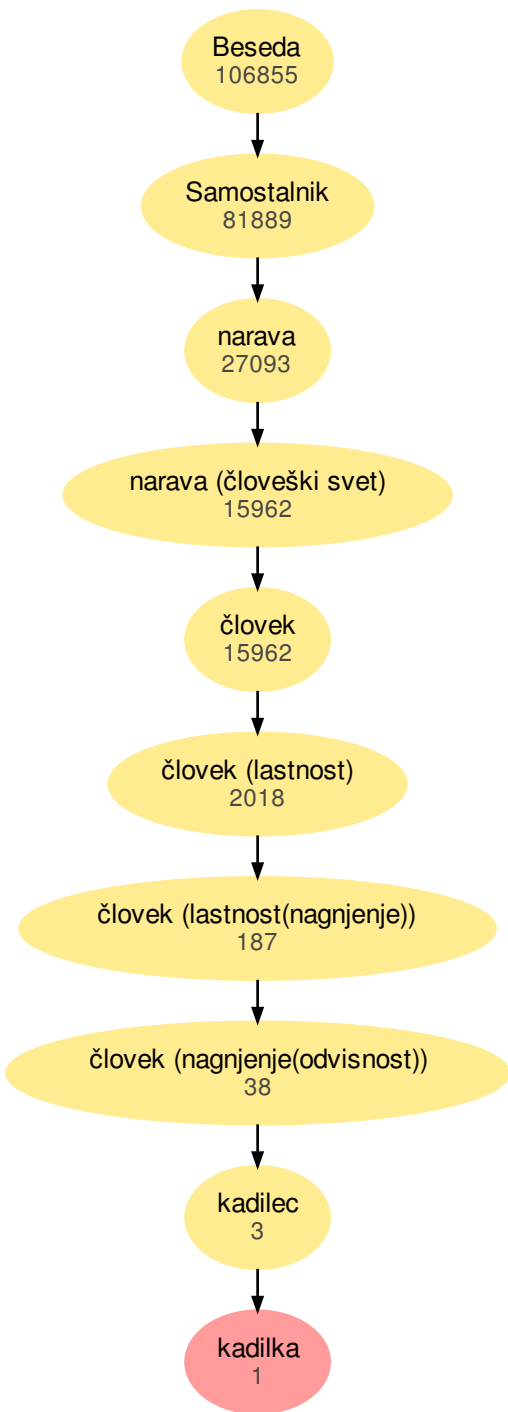 Beseda
106855
Samostalnik
81889
narava
27093
narava (človeški svet)
15962
človek
15962
človek (lastnost)
2018
človek (lastnost(nagnjenje))
187
človek (nagnjenje(odvisnost))
38
kadilec
3
kadilka
1